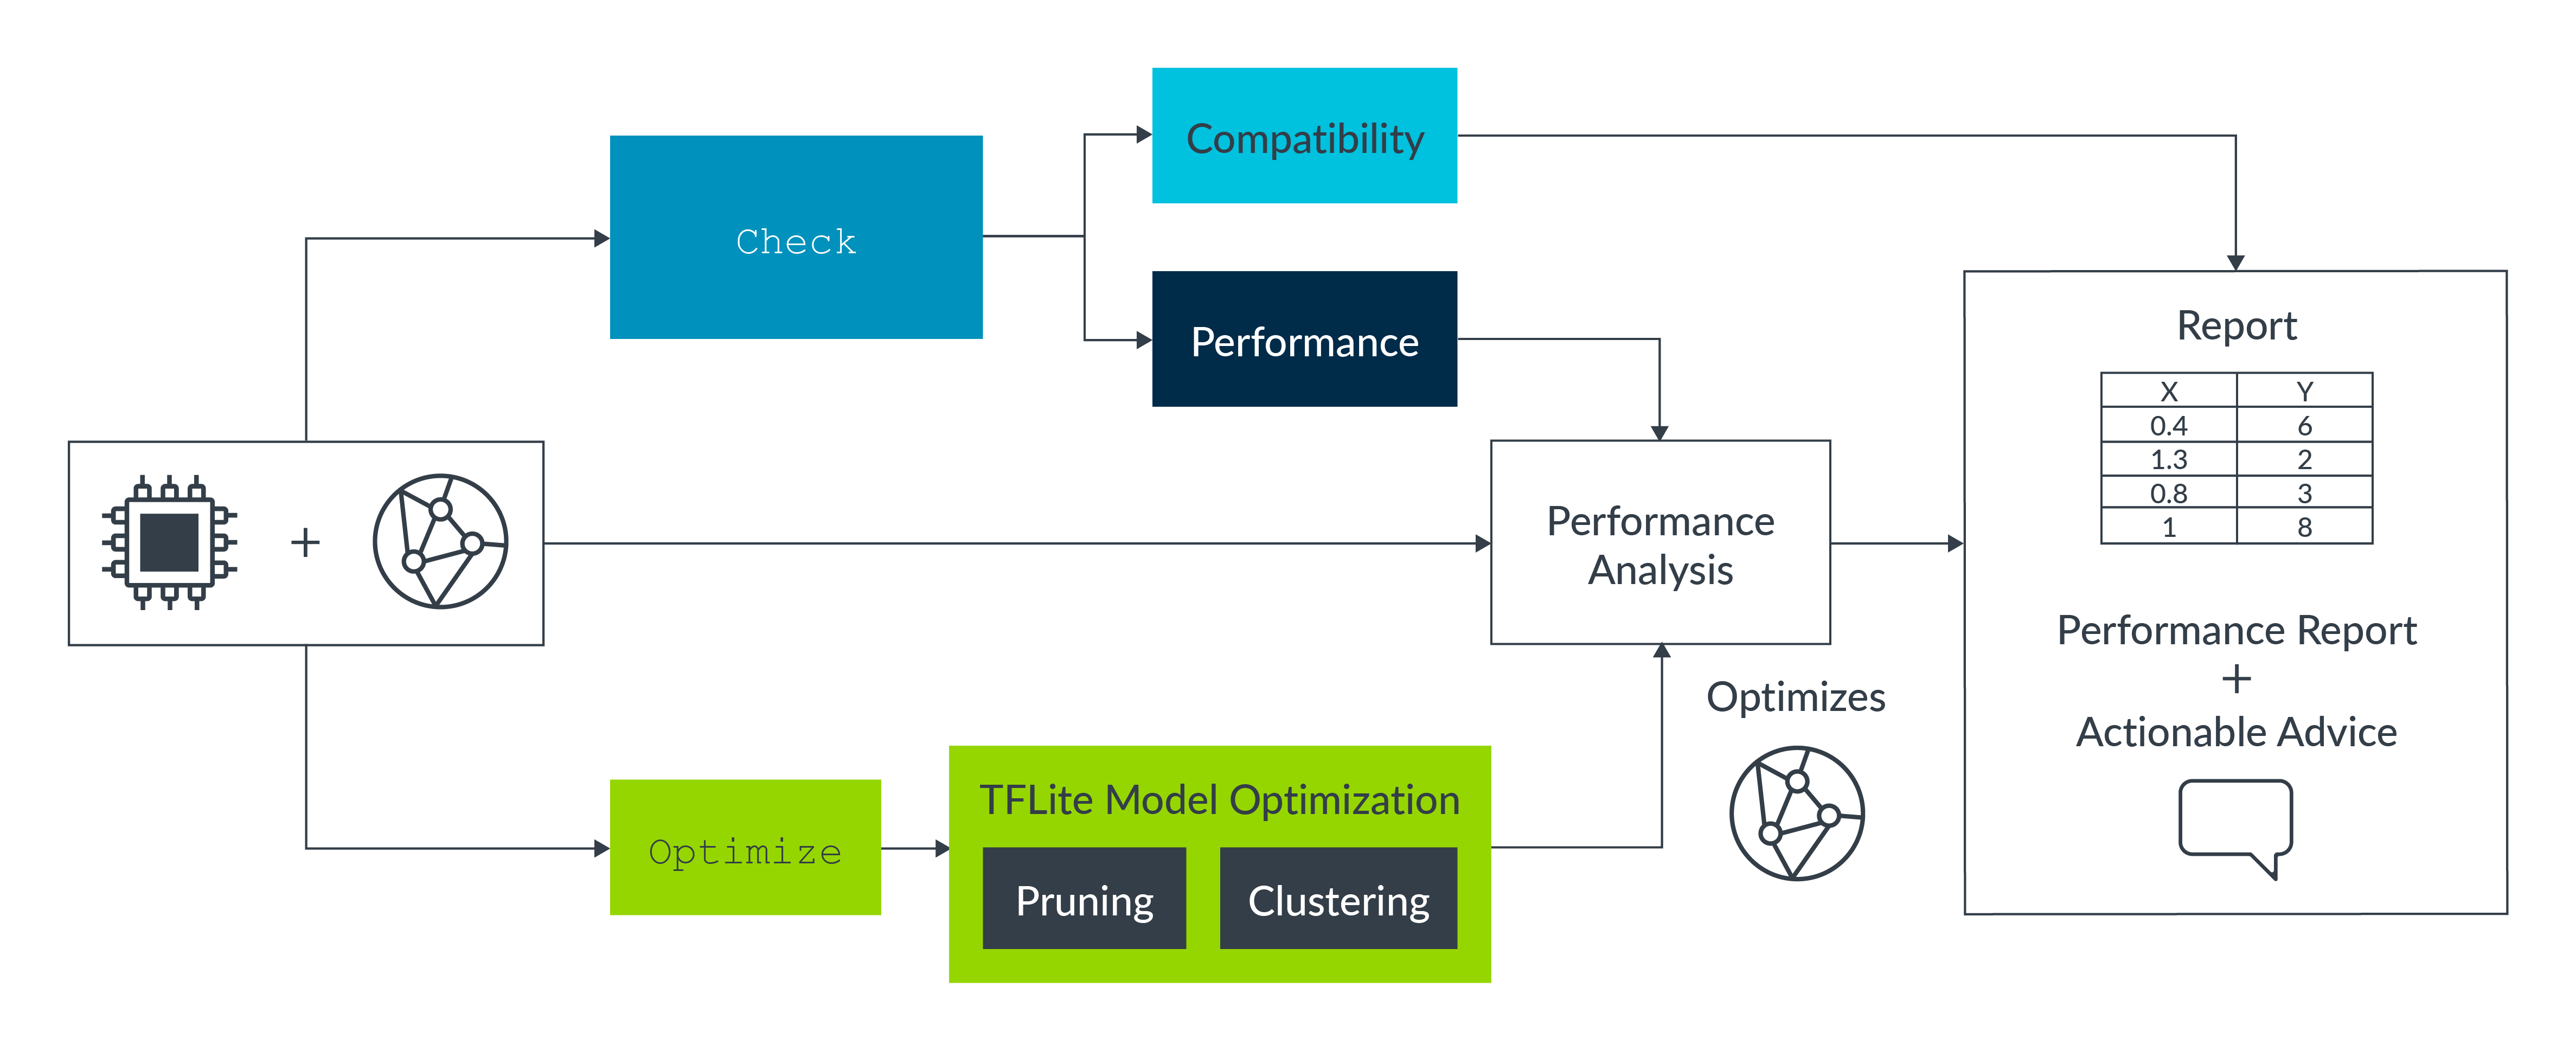 Compatibility
Check
Performance
+
Performance
Analysis
Optimize
TFLite Model Optimization
Pruning
Clustering
Optimizes
Report
X Y
0.4 6
1.3 2
0.8 3
1 8
Performance Report
+
Actionable Advice